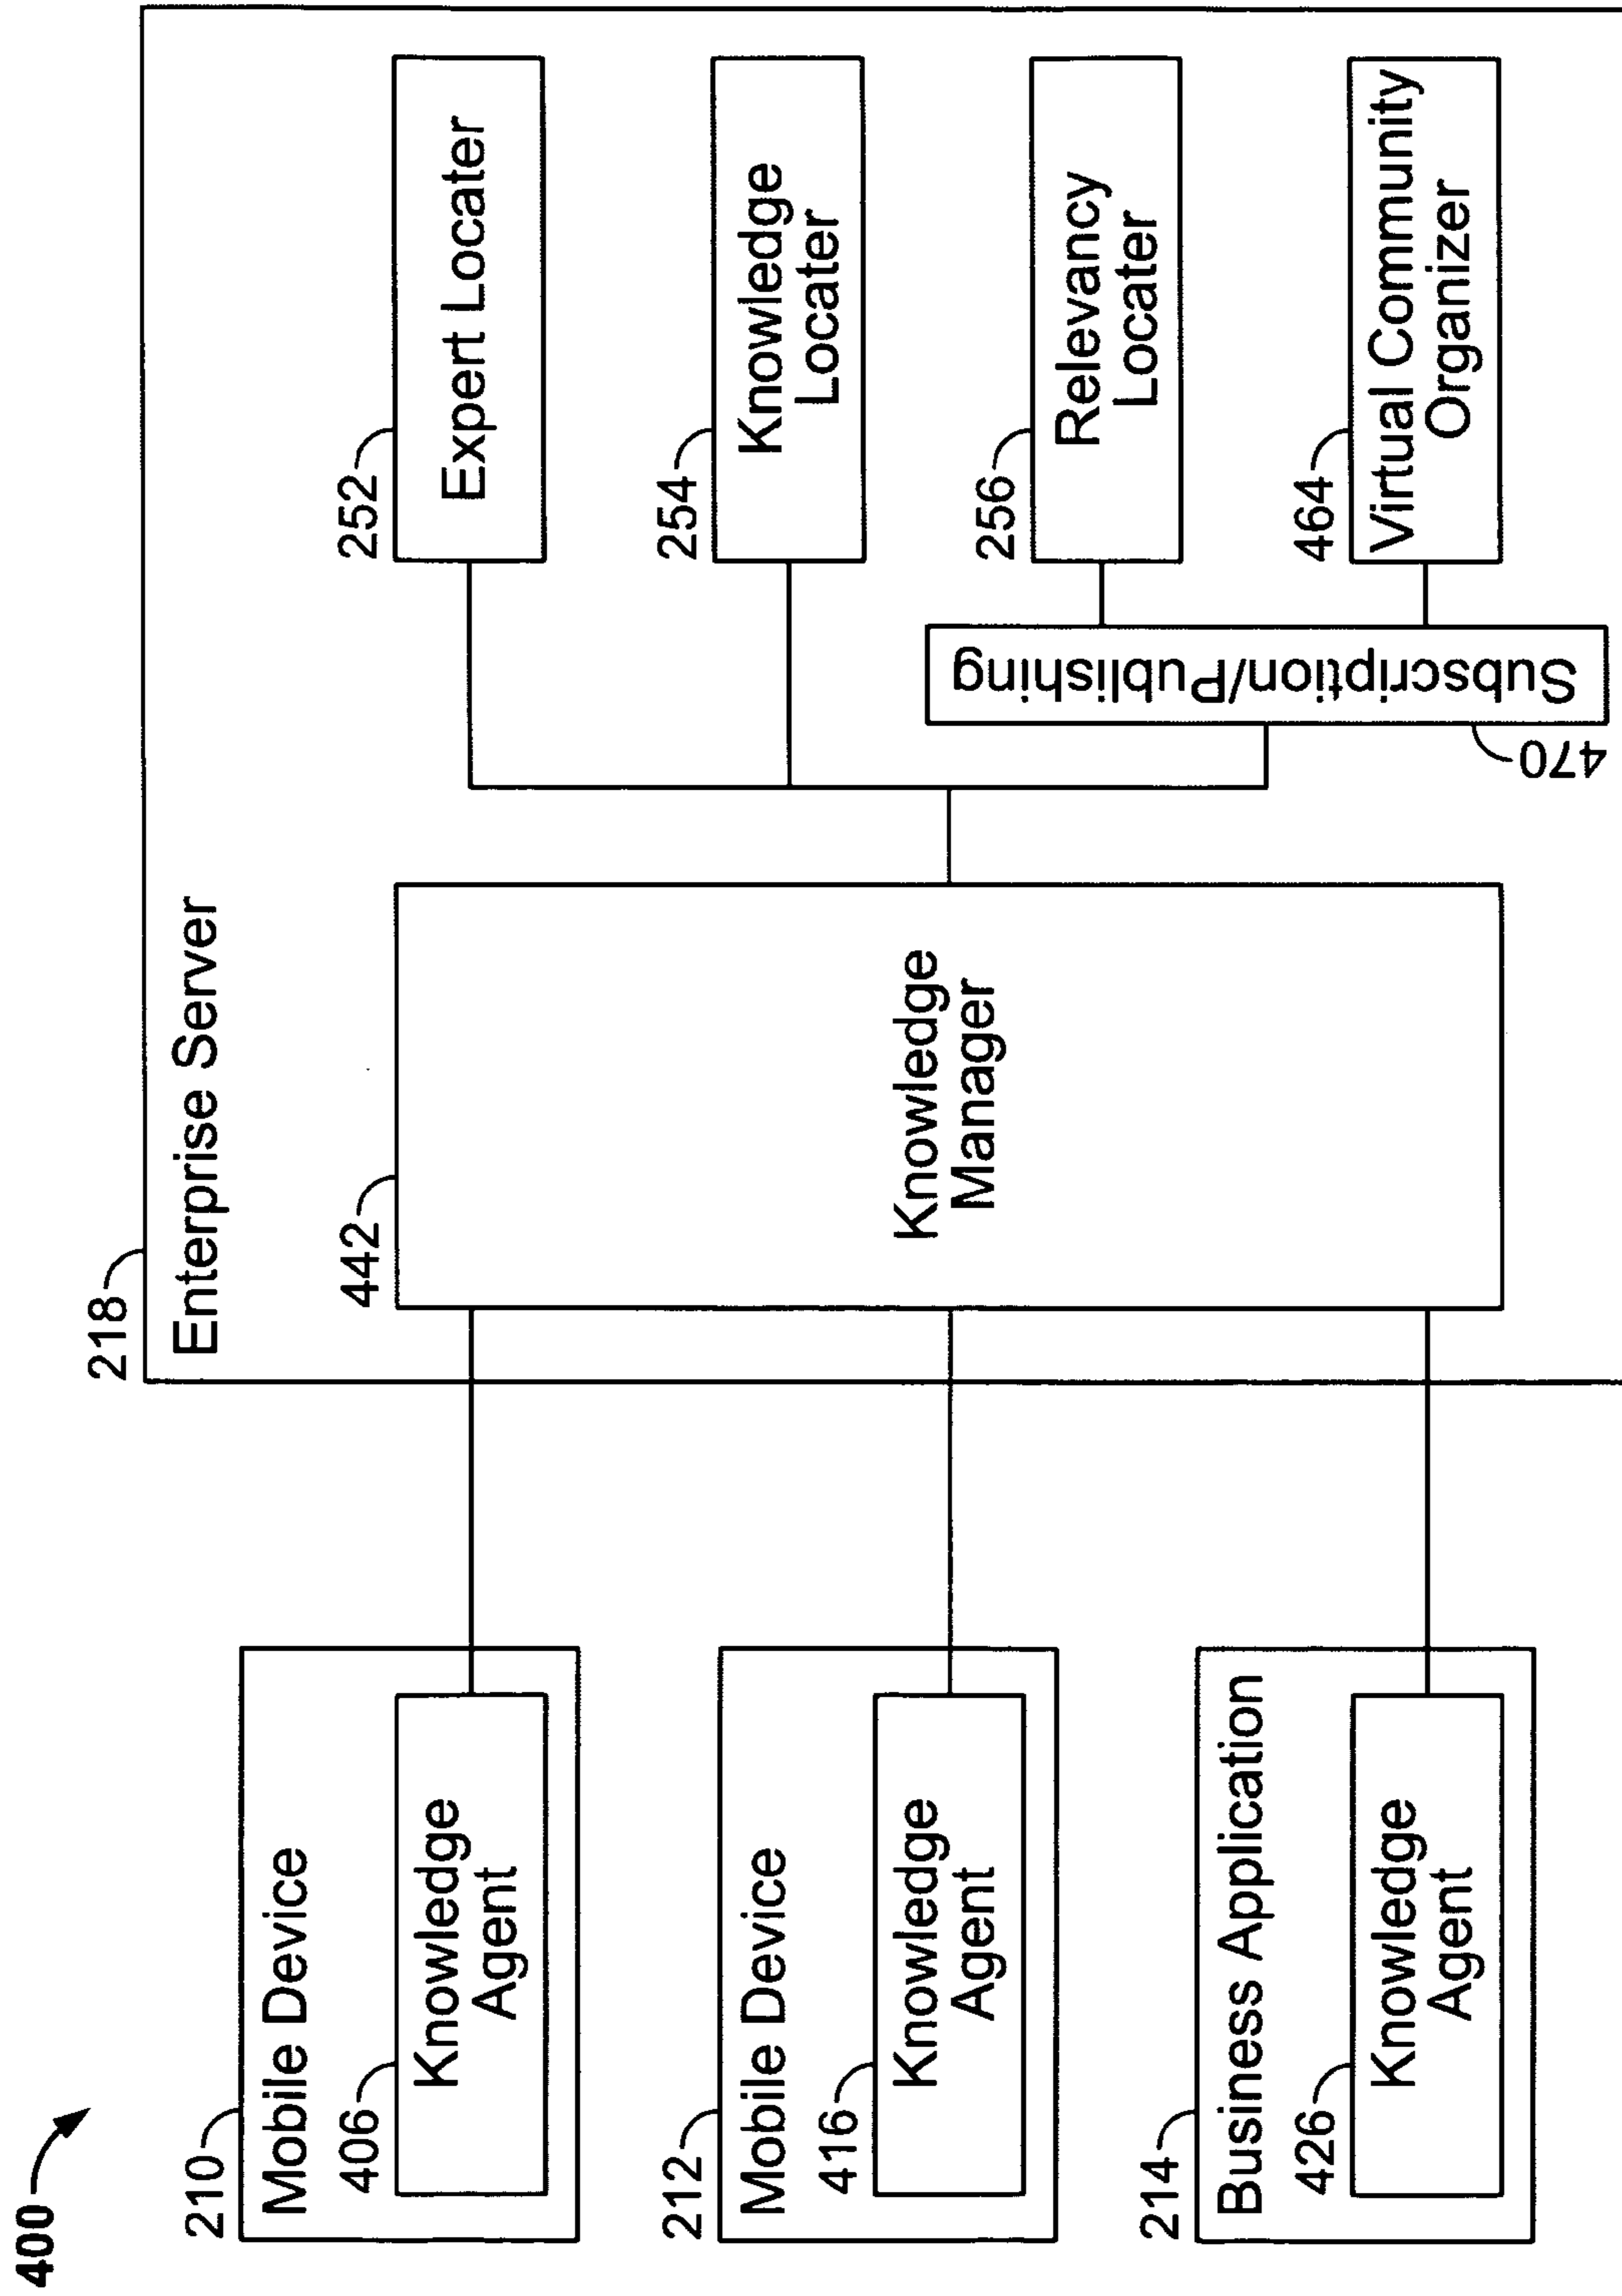 400
210
Mobile Device
406
Knowledge
Agent
212
Mobile Device
416
Knowledge
Agent
214
Business Application
426
Knowledge
Agent
218
Enterprise Server
442
Knowledge
Manager
252
Expert Locater
254
Knowledge
Locater
256
Relevancy
Locater
464
Virtual Community
Organizer
Subscription/Publishing
470